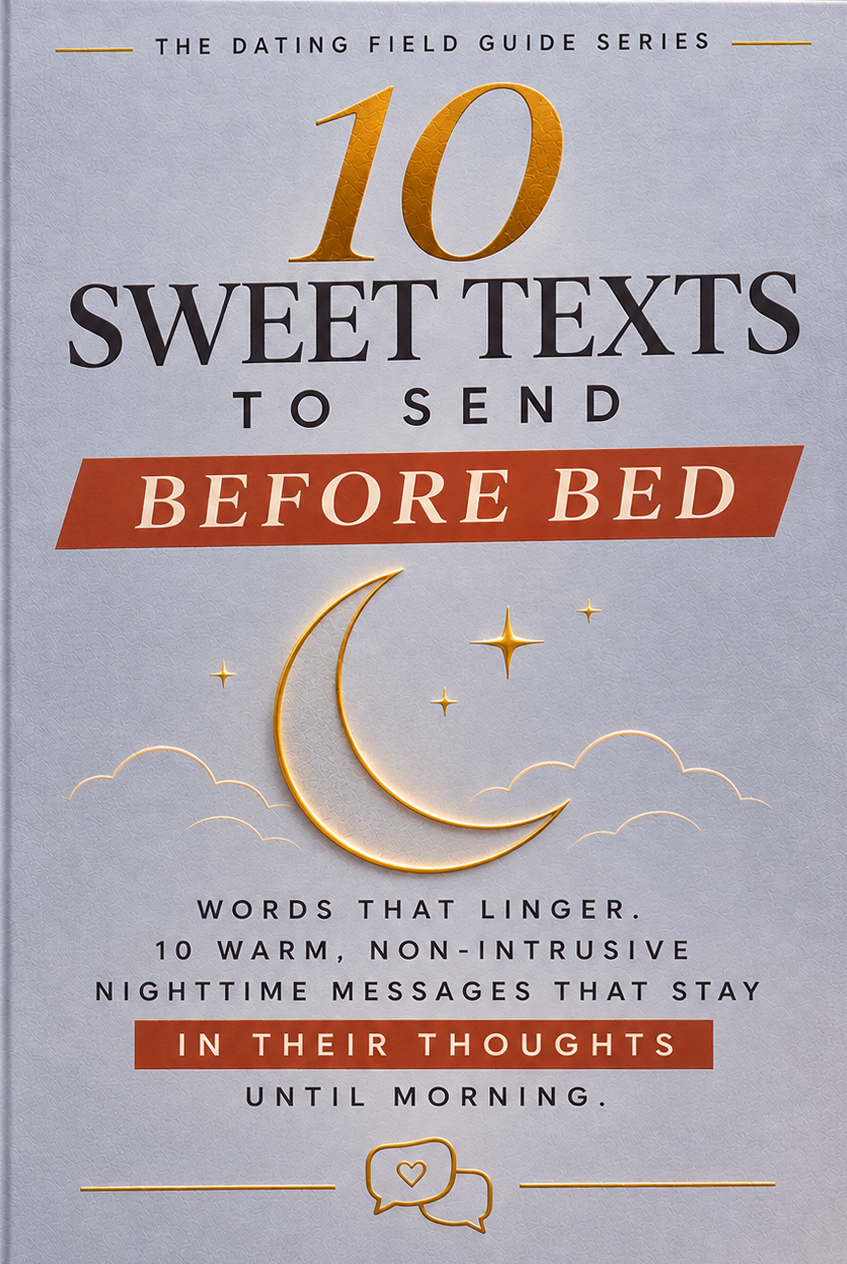 THE DATING FIELD GUIDE SERIES
10
SWEET TEXTS
TO SEND
BEFORE BED
WORDS THAT LINGER.
10 WARM, NON-INTRUSIVE
NIGHTTIME MESSAGES THAT STAY
IN THEIR THOUGHTS
UNTIL MORNING.